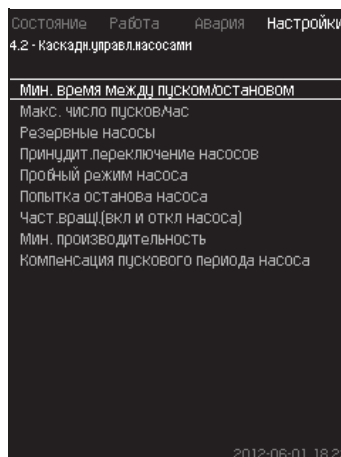 Состояние Работа Авария Настройки
4.2 - Каскадн.управл.насосами
Мин. время между пуском/остановом
Макс. число пусков/час
Резервные насосы
Принудит.переключение насосов
Пробный режим насоса
Попытка останова насоса
Част.вращ.(вкл и откл насоса)
Мин. производительность
Компенсация пускового периода насоса
2012-06-01 18:2